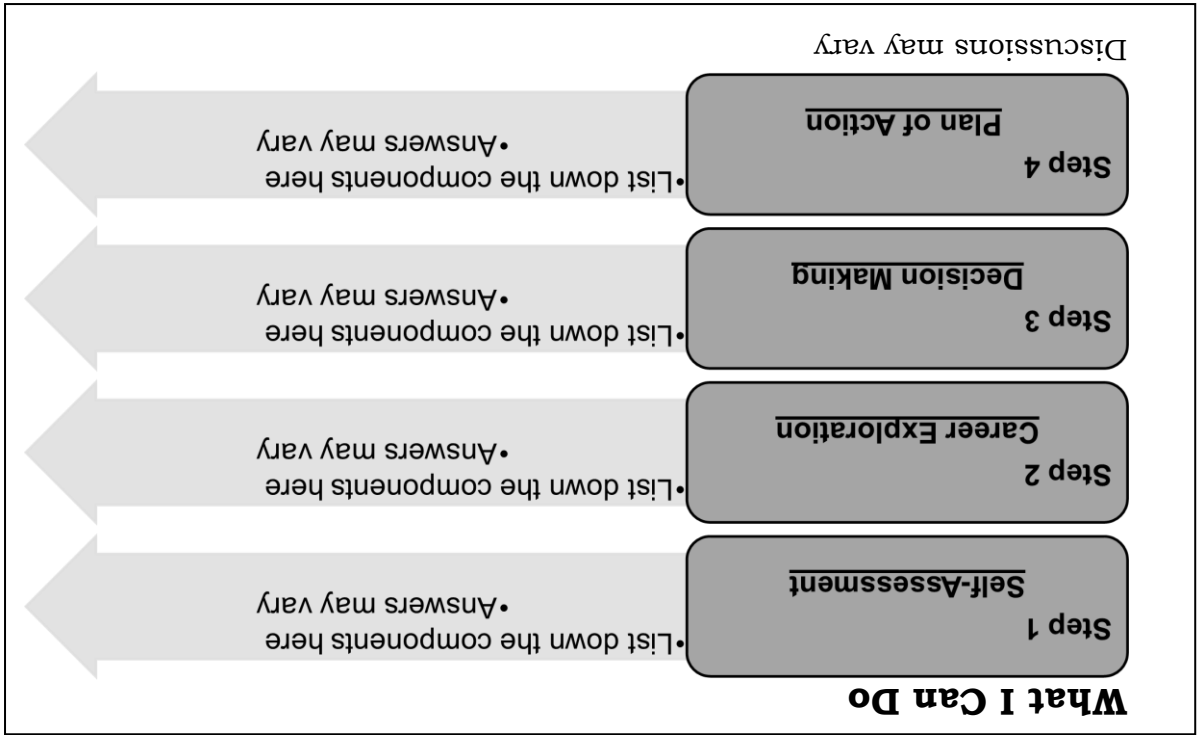 What I Can Do
Step 1
Self-Assessment
•List down the components here
•Answers may vary
Step 2
Career Exploration
•List down the components here
•Answers may vary
Step 3
Decision Making
•List down the components here
•Answers may vary
Step 4
Plan of Action
•List down the components here
•Answers may vary
Discussions may vary